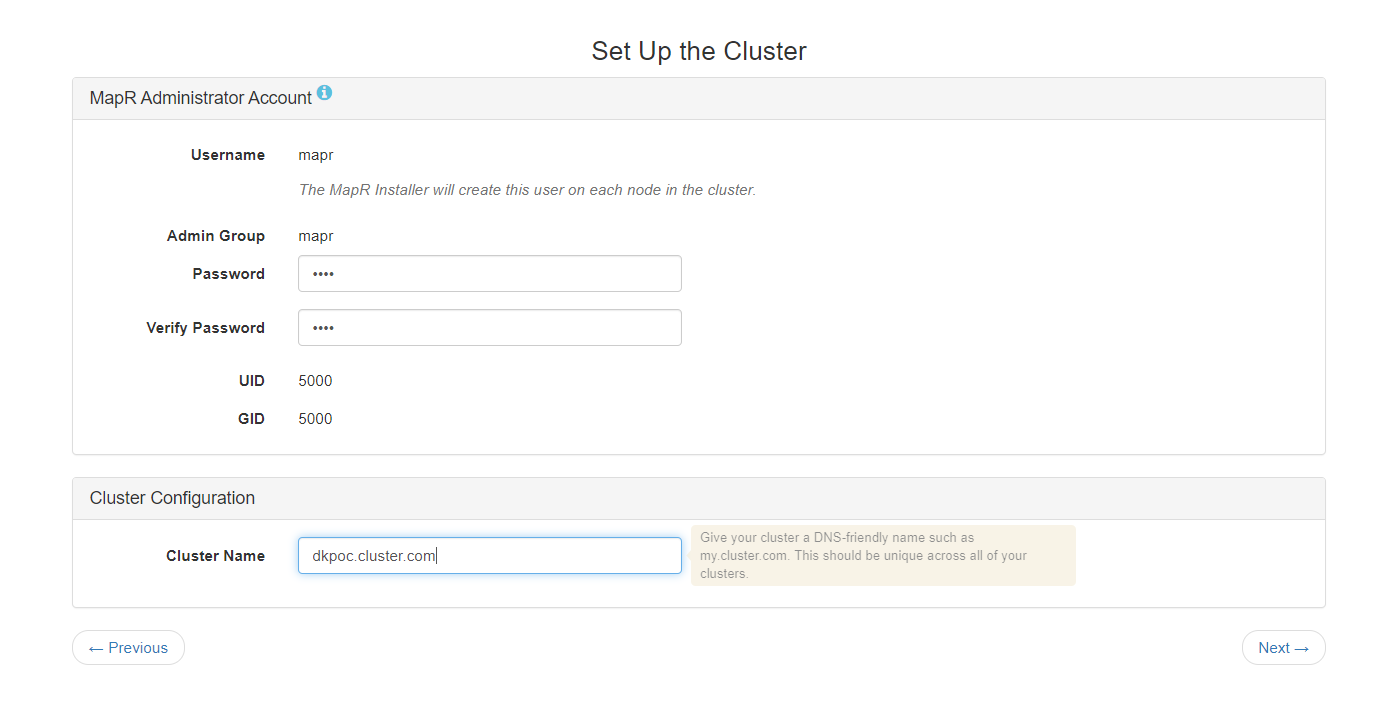 Set Up the Cluster
MapR Administrator Account
Username mapr
The MapR Installer will create this user on each node in the cluster.
Admin Group mapr
Password ••••
Verify Password ••••
UID 5000
GID 5000
Cluster Configuration
Cluster Name dkpoc.cluster.com
Give your cluster a DNS-friendly name such as
my.cluster.com. This should be unique across all of your
clusters.
← Previous
Next →